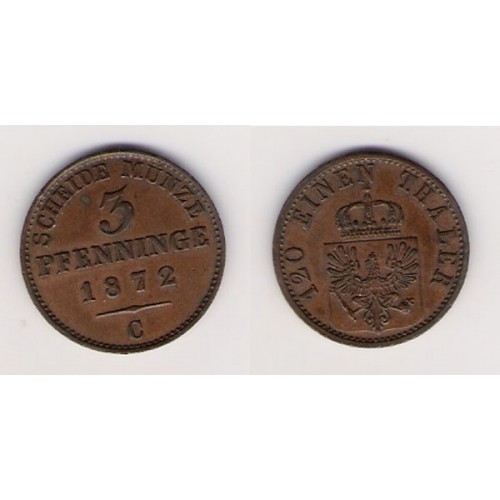 SCHEIDE MÜNZE
3
PFENNINGE
1872
C
120 EINEN THALER